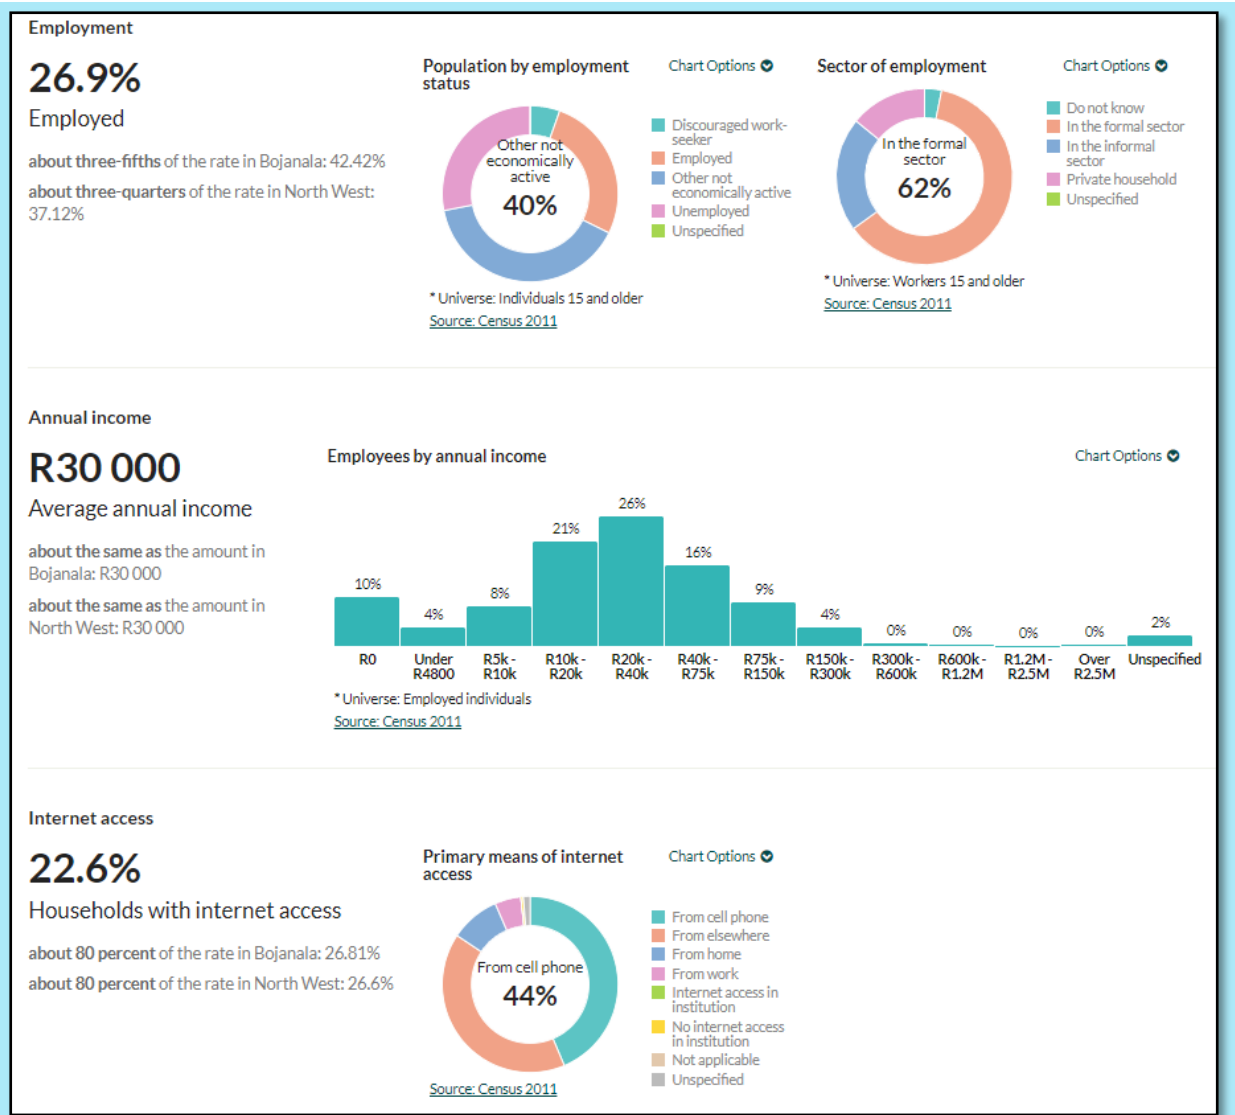 Employment
26.9%
Employed
about three-fifths of the rate in Bojanala: 42.42%
about three-quarters of the rate in North West:
37.12%
Population by employment
status
Chart Options
Other not
economically
active
40%
Discouraged work-
seeker
Employed
Other not
economically active
Unemployed
Unspecified
* Universe: Individuals 15 and older
Source: Census 2011
Sector of employment
Chart Options
In the formal
sector
62%
Do not know
In the formal sector
In the informal
sector
Private household
Unspecified
* Universe: Workers 15 and older
Source: Census 2011
Annual income
R30 000
Average annual income
about the same as the amount in
Bojanala: R30 000
about the same as the amount in
North West: R30 000
Employees by annual income
Chart Options
10% 4% 8% 21% 26% 16% 9% 4% 0% 0% 0% 0% 2%
R0 Under R5k - R10k - R20k - R40k - R75k - R150k - R300k - R600k - R1.2M - Over Unspecified
R4800 R10k R20k R40k R75k R150k R300k R600k R1.2M R2.5M R2.5M
* Universe: Employed individuals
Source: Census 2011
Internet access
22.6%
Households with internet access
about 80 percent of the rate in Bojanala: 26.81%
about 80 percent of the rate in North West: 26.6%
Primary means of internet
access
Chart Options
From cell phone
44%
From cell phone
From elsewhere
From home
From work
Internet access in
institution
No internet access
in institution
Not applicable
Unspecified
Source: Census 2011